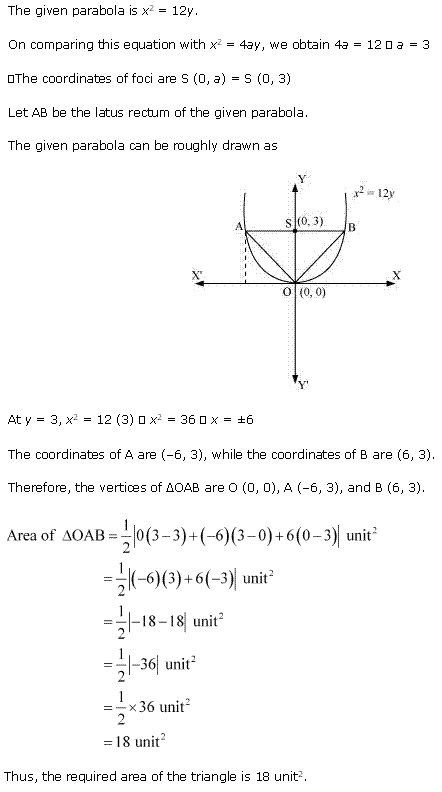 The given parabola is x² = 12y.
On comparing this equation with x² = 4ay, we obtain 4a = 12 □ a = 3
□The coordinates of foci are S (0, a) = S (0, 3)
Let AB be the latus rectum of the given parabola.
The given parabola can be roughly drawn as
Y
x² = 12y
A
S (0, 3)
B
X'
X
O (0, 0)
Y'
At y = 3, x² = 12 (3) □ x² = 36 □ x = ±6
The coordinates of A are (–6, 3), while the coordinates of B are (6, 3).
Therefore, the vertices of ΔOAB are O (0, 0), A (–6, 3), and B (6, 3).
Area of ΔOAB = 1/2 |0(3−3)+(−6)(3−0)+6(0−3)| unit²
= 1/2 |(−6)(3)+6(−3)| unit²
= 1/2 |−18−18| unit²
= 1/2 |−36| unit²
= 1/2 × 36 unit²
= 18 unit²
Thus, the required area of the triangle is 18 unit².